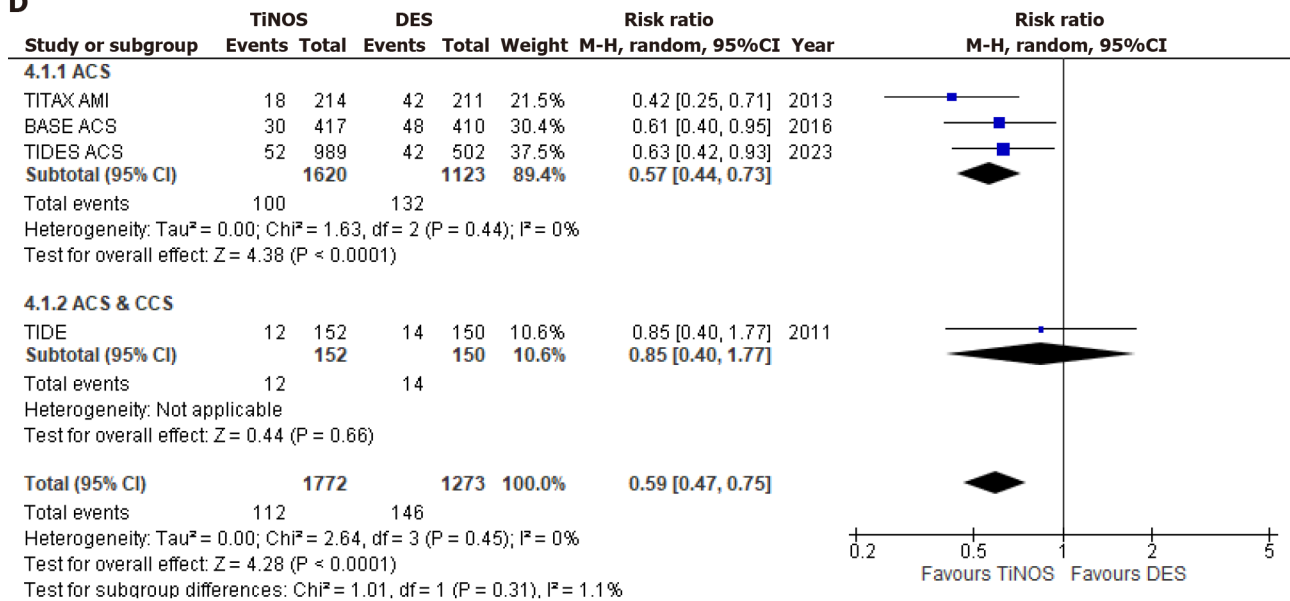 D
TiNOS DES Risk ratio Risk ratio
Study or subgroup Events Total Events Total Weight M-H, random, 95%CI Year M-H, random, 95%CI
4.1.1 ACS
TITAX AMI 18 214 42 211 21.5% 0.42 [0.25, 0.71] 2013
BASE ACS 30 417 48 410 30.4% 0.61 [0.40, 0.95] 2016
TIDES ACS 52 989 42 502 37.5% 0.63 [0.42, 0.93] 2023
Subtotal (95% CI) 1620 1123 89.4% 0.57 [0.44, 0.73]
Total events 100 132
Heterogeneity: Tau² = 0.00; Chi² = 1.63, df = 2 (P = 0.44); I² = 0%
Test for overall effect: Z = 4.38 (P < 0.0001)
4.1.2 ACS & CCS
TIDE 12 152 14 150 10.6% 0.85 [0.40, 1.77] 2011
Subtotal (95% CI) 152 150 10.6% 0.85 [0.40, 1.77]
Total events 12 14
Heterogeneity: Not applicable
Test for overall effect: Z = 0.44 (P = 0.66)
Total (95% CI) 1772 1273 100.0% 0.59 [0.47, 0.75]
Total events 112 146
Heterogeneity: Tau² = 0.00; Chi² = 2.64, df = 3 (P = 0.45); I² = 0%
Test for overall effect: Z = 4.28 (P < 0.0001)
Test for subgroup differences: Chi² = 1.01, df = 1 (P = 0.31), I² = 1.1%
0.2 0.5 1 2 5
Favours TiNOS Favours DES